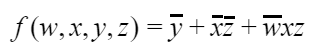 f(w,x,y,z) = y̅ + x̅z̅ + w̅xz